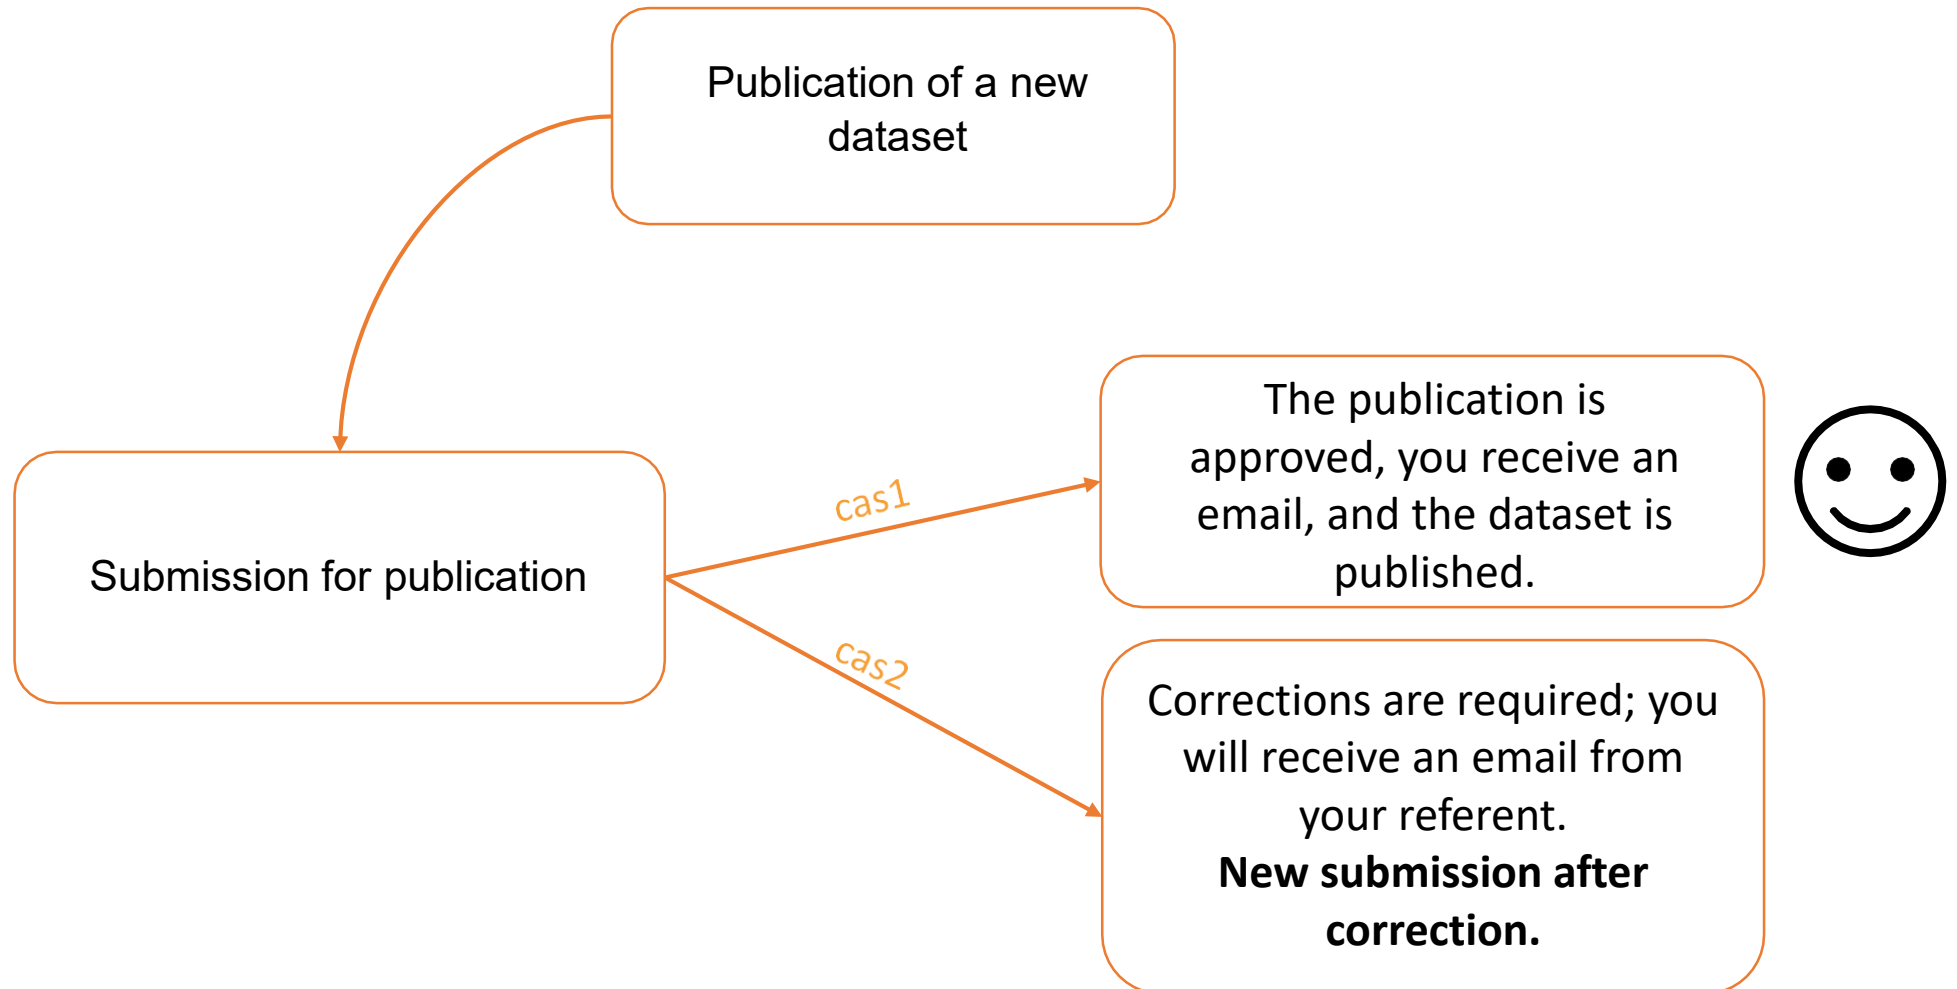 Publication of a new
dataset
Submission for publication
cas1
The publication is
approved, you receive an
email, and the dataset is
published.
cas2
Corrections are required; you
will receive an email from
your referent.
New submission after
correction.